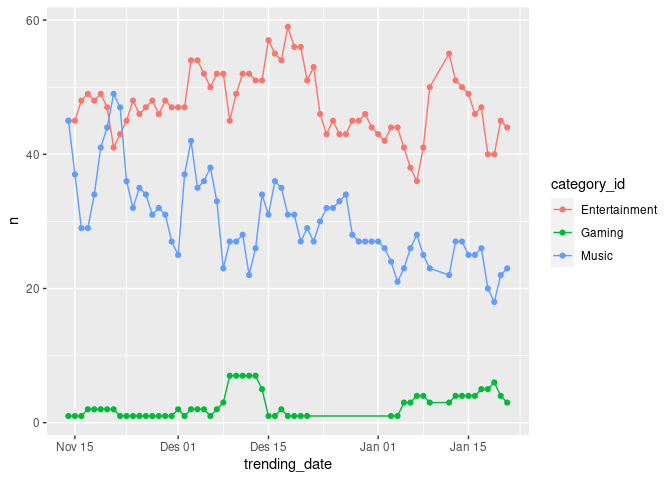 60
40
20
0
n
Nov 15
Des 01
Des 15
Jan 01
Jan 15
trending_date
category_id
Entertainment
Gaming
Music